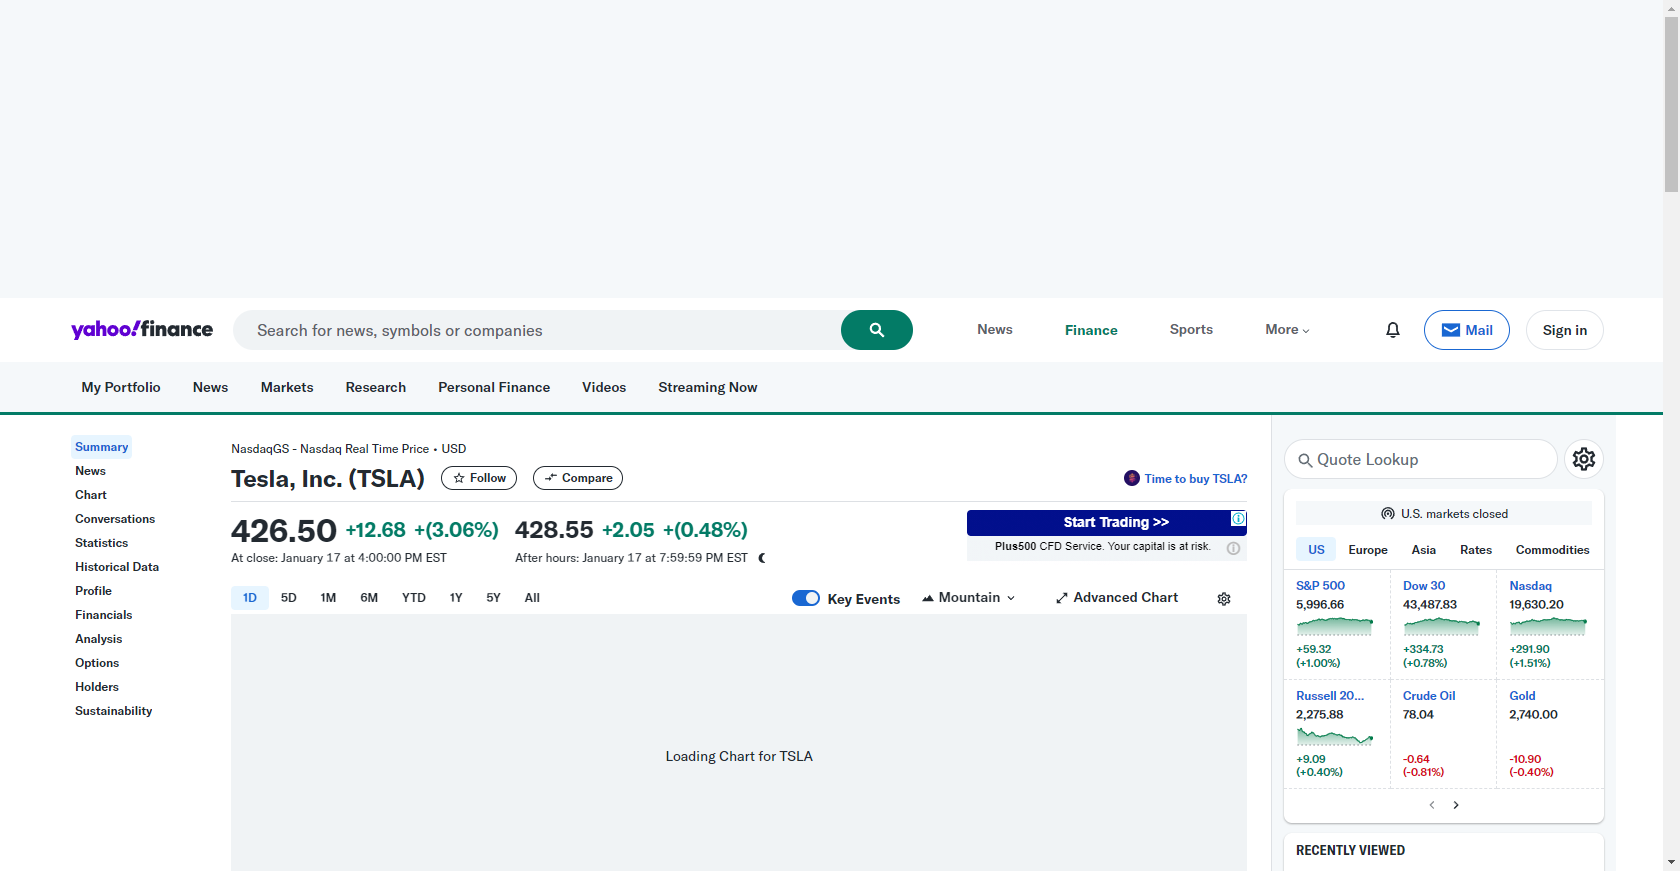 yahoo!finance
Search for news, symbols or companies
News Finance Sports More
Mail
Sign in
My Portfolio News Markets Research Personal Finance Videos Streaming Now
Summary
News
Chart
Conversations
Statistics
Historical Data
Profile
Financials
Analysis
Options
Holders
Sustainability
NasdaqGS - Nasdaq Real Time Price • USD
Tesla, Inc. (TSLA)
Follow
Compare
Time to buy TSLA?
426.50 +12.68 +(3.06%)
At close: January 17 at 4:00:00 PM EST
428.55 +2.05 +(0.48%)
After hours: January 17 at 7:59:59 PM EST
Start Trading >>
Plus500 CFD Service. Your capital is at risk.
1D 5D 1M 6M YTD 1Y 5Y All
Key Events
Mountain
Advanced Chart
Loading Chart for TSLA
Quote Lookup
U.S. markets closed
US Europe Asia Rates Commodities
S&P 500
5,996.66
+59.32
(+1.00%)
Dow 30
43,487.83
+334.73
(+0.78%)
Nasdaq
19,630.20
+291.90
(+1.51%)
Russell 20...
2,275.88
+9.09
(+0.40%)
Crude Oil
78.04
-0.64
(-0.81%)
Gold
2,740.00
-10.90
(-0.40%)
RECENTLY VIEWED